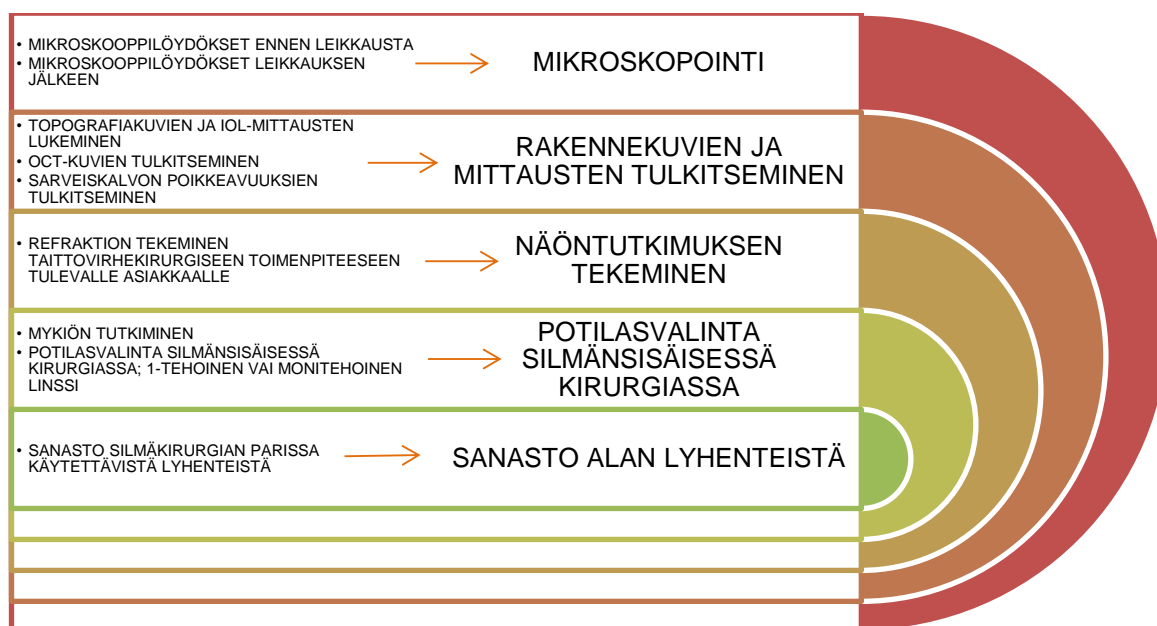 • MIKROSKOOPPILÖYDÖKSET ENNEN LEIKKAUSTA
• MIKROSKOOPPILÖYDÖKSET LEIKKAUKSEN
JÄLKEEN
MIKROSKOPOINTI
• TOPOGRAFIAKUVIEN JA IOL-MITTAUSTEN
LUKEMINEN
• OCT-KUVIEN TULKITSEMINEN
• SARVEISKALVON POIKKEAVUUKSIEN
TULKITSEMINEN
RAKENNEKUVIEN JA
MITTAUSTEN TULKITSEMINEN
• REFRAKTION TEKEMINEN
TAITTOVIRHEKIRURGISEEN TOIMENPITEESEEN
TULEVALLE ASIAKKAALLE
NÄÖNTUTKIMUKSEN
TEKEMINEN
• MYKIÖN TUTKIMINEN
• POTILASVALINTA SILMÄNSISÄISESSÄ
KIRURGIASSA; 1-TEHOINEN VAI MONITEHOINEN
LINSSI
POTILASVALINTA
SILMÄNSISÄISESSÄ
KIRURGIASSA
• SANASTO SILMÄKIRURGIAN PARISSA
KÄYTETTÄVISTÄ LYHENTEISTÄ
SANASTO ALAN LYHENTEISTÄ